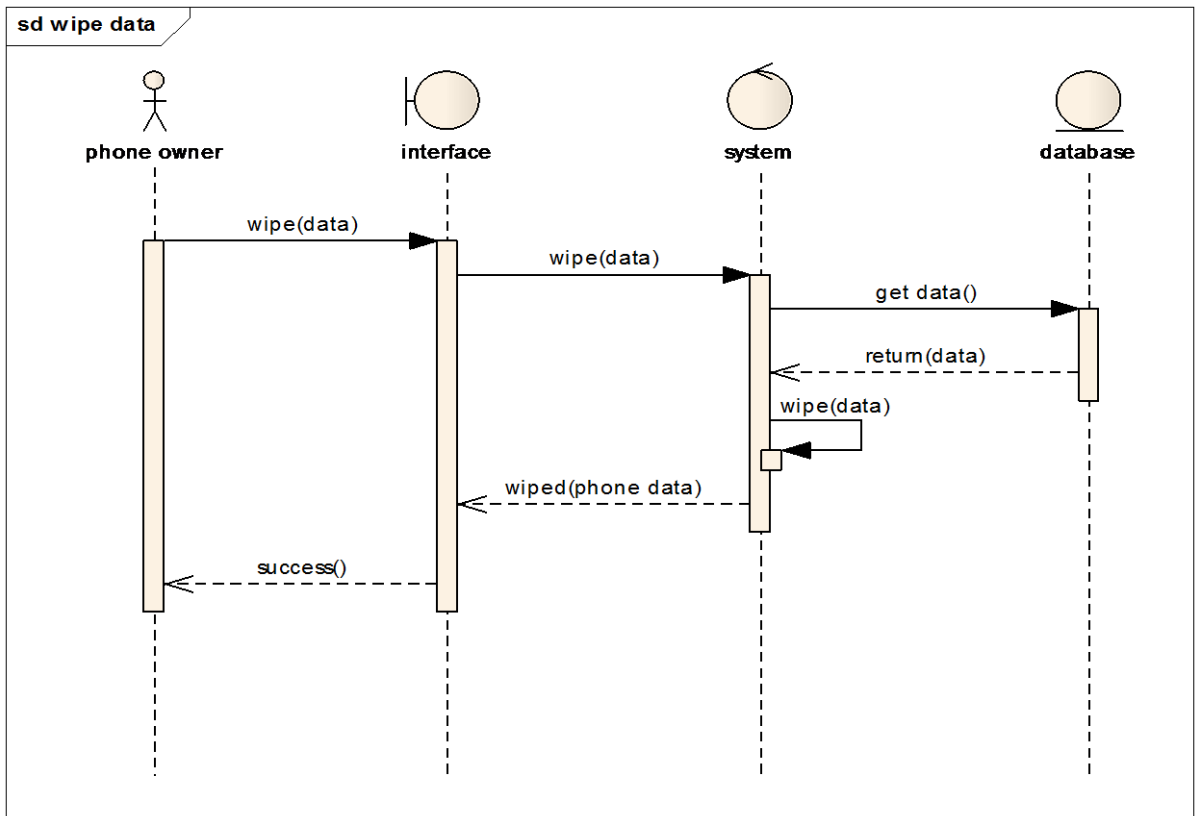 sd wipe data
phone owner
interface
system
database
wipe(data)
wipe(data)
get data()
return(data)
wipe(data)
wiped(phone data)
success()